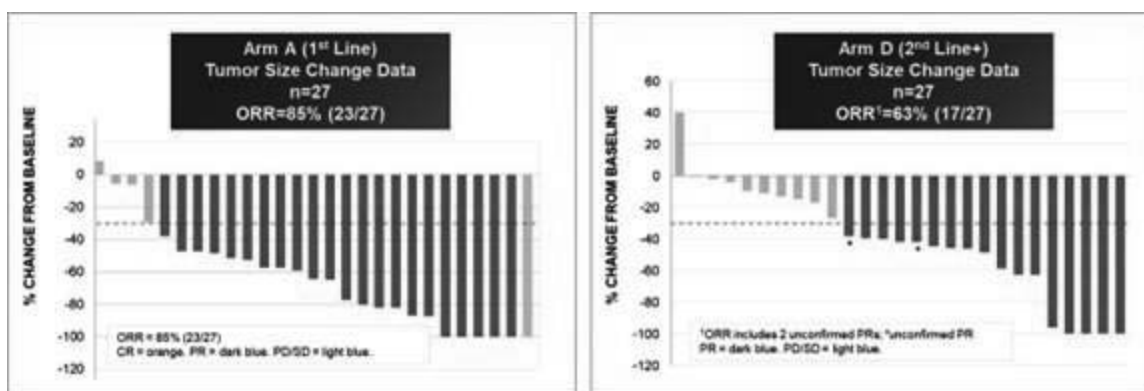 Arm A (1st Line)
Tumor Size Change Data
n=27
ORR=85% (23/27)
% CHANGE FROM BASELINE
20
0
-20
-40
-60
-80
-100
-120
ORR = 85% (23/27)
CR = orange. PR = dark blue. PD/SD = light blue.
Arm D (2nd Line+)
Tumor Size Change Data
n=27
ORR¹=63% (17/27)
% CHANGE FROM BASELINE
60
40
20
0
-20
-40
-60
-80
-100
-120
*
*
¹ORR includes 2 unconfirmed PRs; *unconfirmed PR
PR = dark blue. PD/SD = light blue.